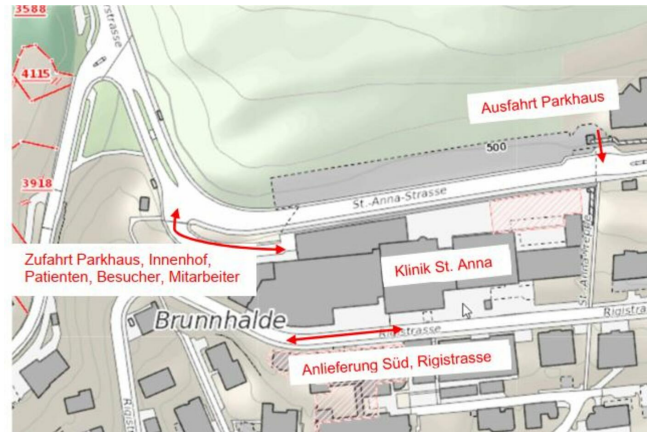 3588
4115
3918
Ausfahrt Parkhaus
500
St.-Anna-Strasse
Zufahrt Parkhaus, Innenhof,
Patienten, Besucher, Mitarbeiter
Klinik St. Anna
Brunnhalde
Anlieferung Süd, Rigistrasse